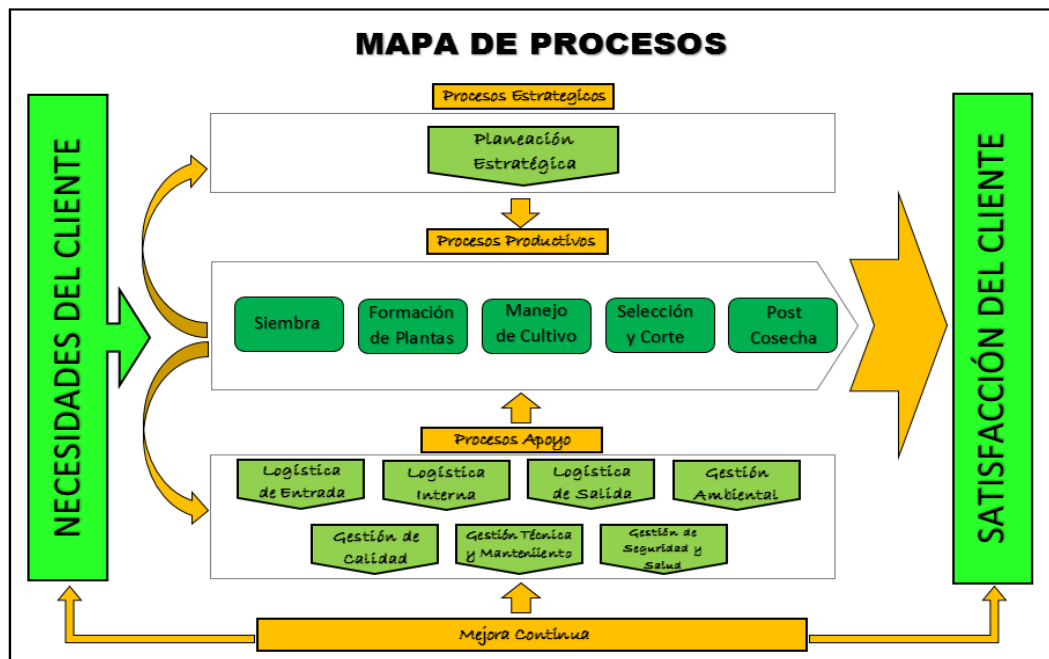 MAPA DE PROCESOS
NECESIDADES DEL CLIENTE
Procesos Estrategicos
Planeación
Estratégica
Procesos Productivos
Siembra
Formación
de Plantas
Manejo
de Cultivo
Selección
y Corte
Post
Cosecha
Procesos Apoyo
Logística
de Entrada
Logística
Interna
Logística
de Salida
Gestión
Ambiental
Gestión de
Calidad
Gestión Técnica
y Manteniiento
Gestión de
Seguridad y
Salud
Mejora Continua
SATISFACCIÓN DEL CLIENTE